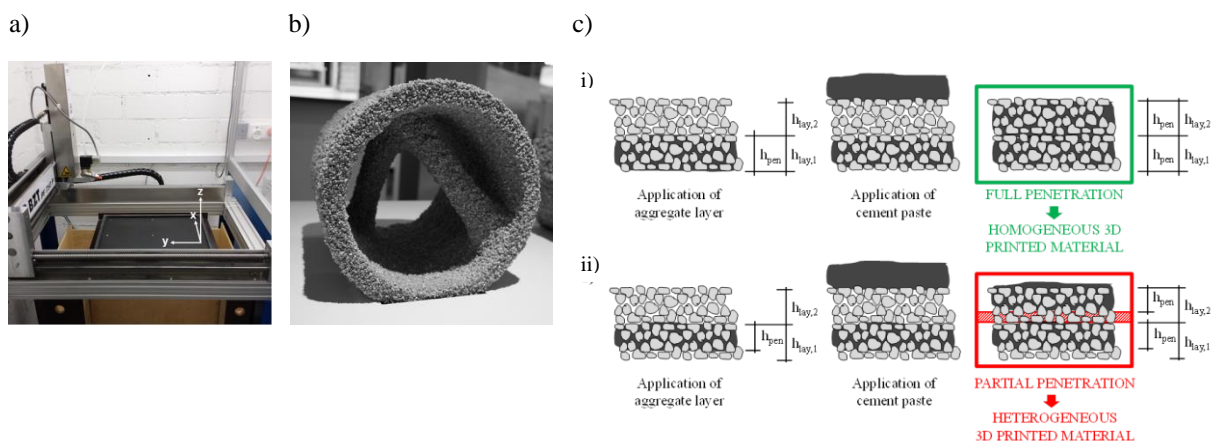 a)
b)
c)
i)
h_pen
h_lay,2
h_lay,1
h_pen
h_pen
h_lay,2
h_lay,1
Application of
aggregate layer
Application of
cement paste
FULL PENETRATION
HOMOGENEOUS 3D
PRINTED MATERIAL
z
x
y
BZT
ii)
h_pen
h_lay,2
h_lay,1
h_pen
h_pen
h_lay,2
h_lay,1
Application of
aggregate layer
Application of
cement paste
PARTIAL PENETRATION
HETEROGENEOUS
3D PRINTED MATERIAL